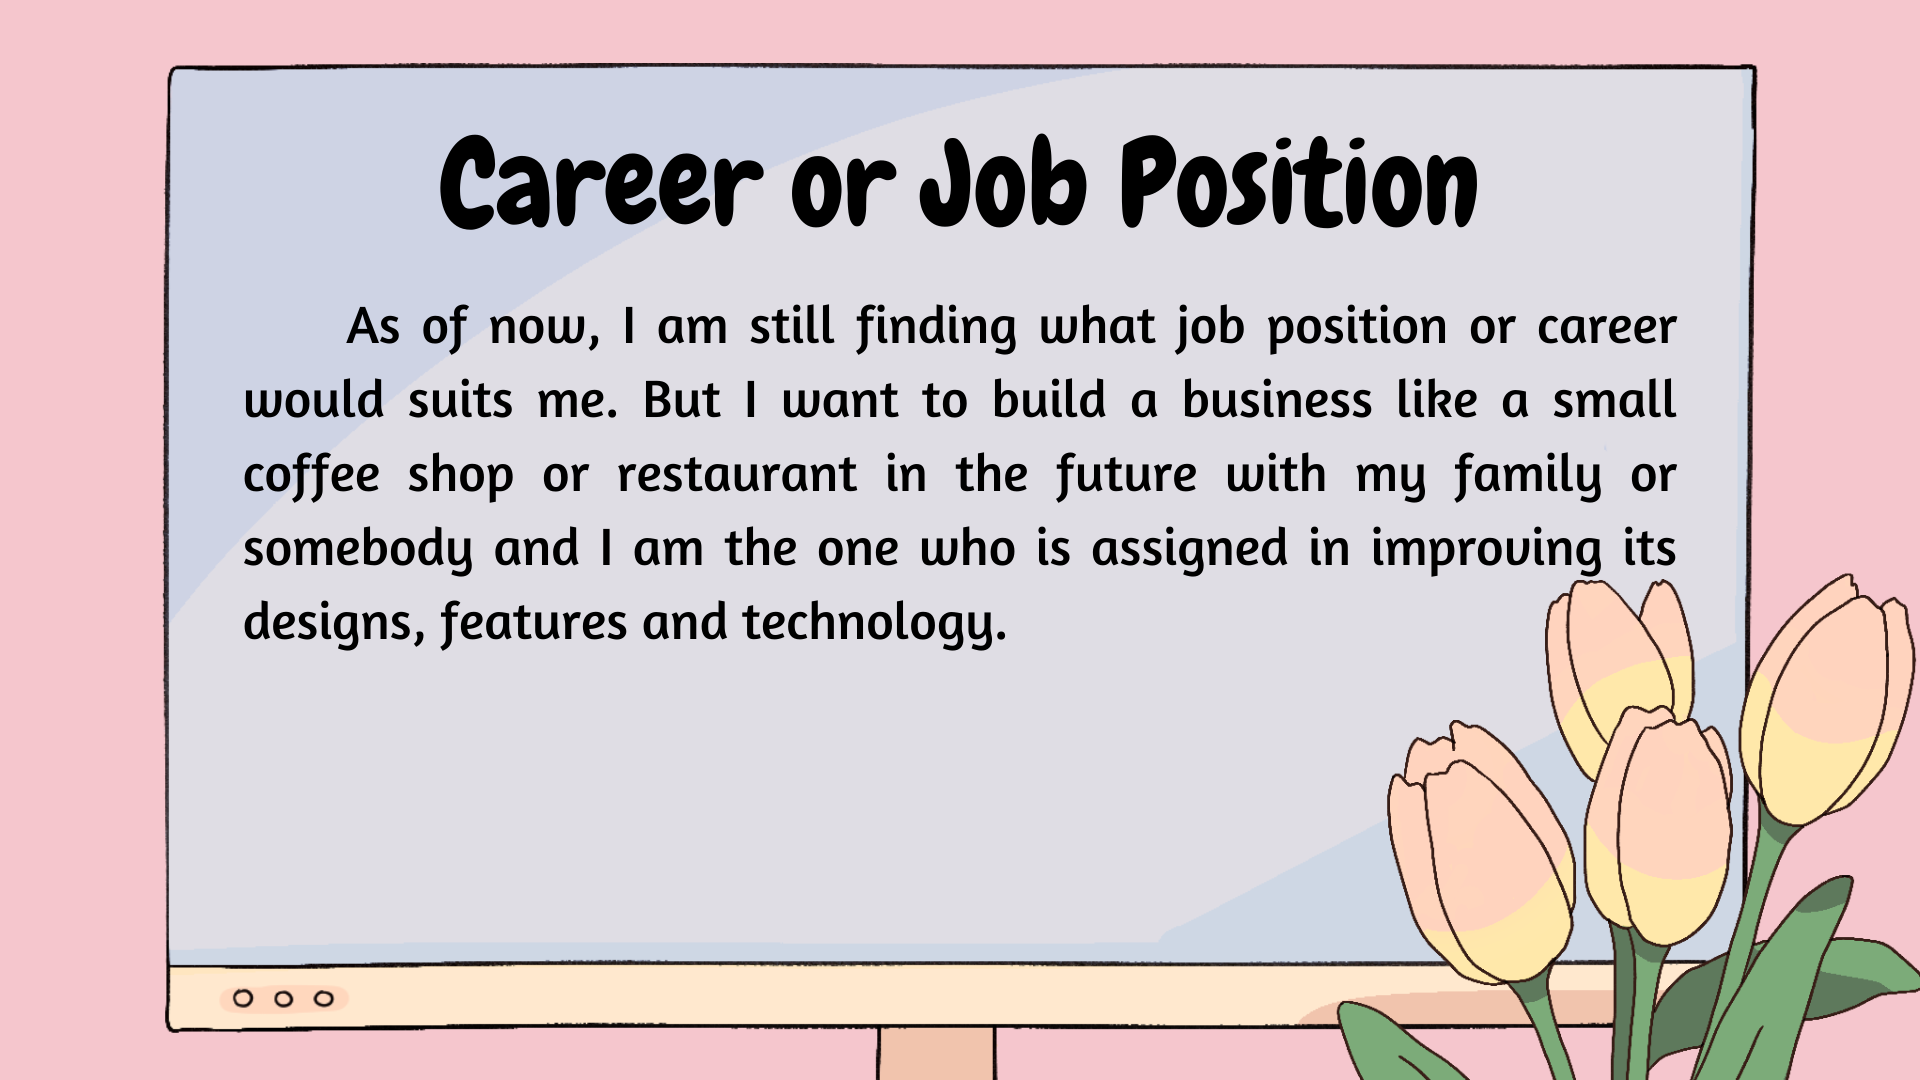 Career or Job Position
As of now, I am still finding what job position or career
would suits me. But I want to build a business like a small
coffee shop or restaurant in the future with my family or
somebody and I am the one who is assigned in improving its
designs, features and technology.